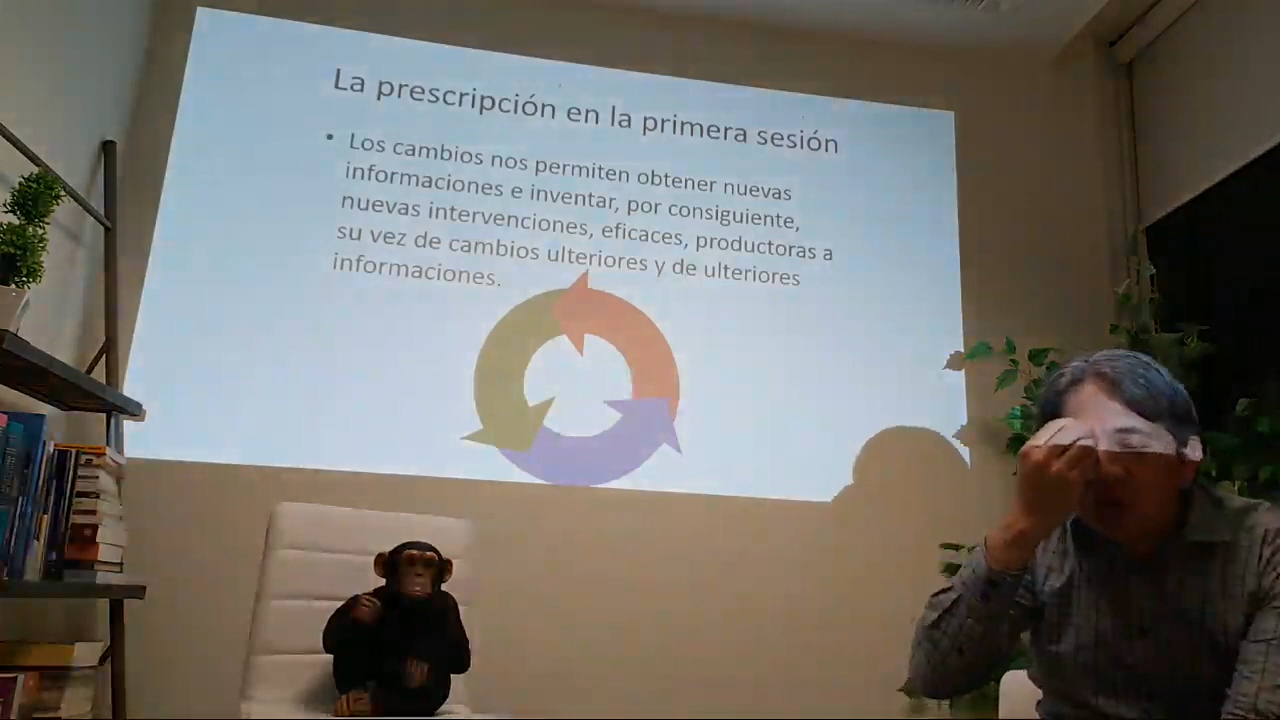 La prescripción en la primera sesión
• Los cambios nos permiten obtener nuevas
informaciones e inventar, por consiguiente,
nuevas intervenciones, eficaces, productoras a
su vez de cambios ulteriores y de ulteriores
informaciones.